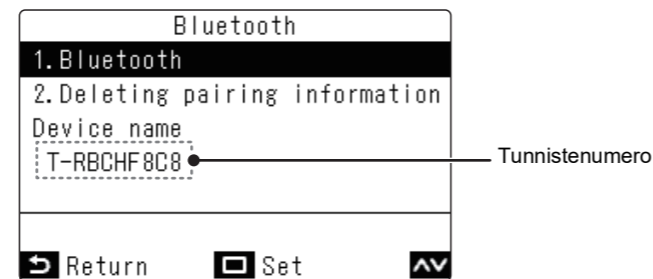 Bluetooth
1.Bluetooth
2.Deleting pairing information
Device name
T-RBCHF8C8
Tunnistenumero
Return Set